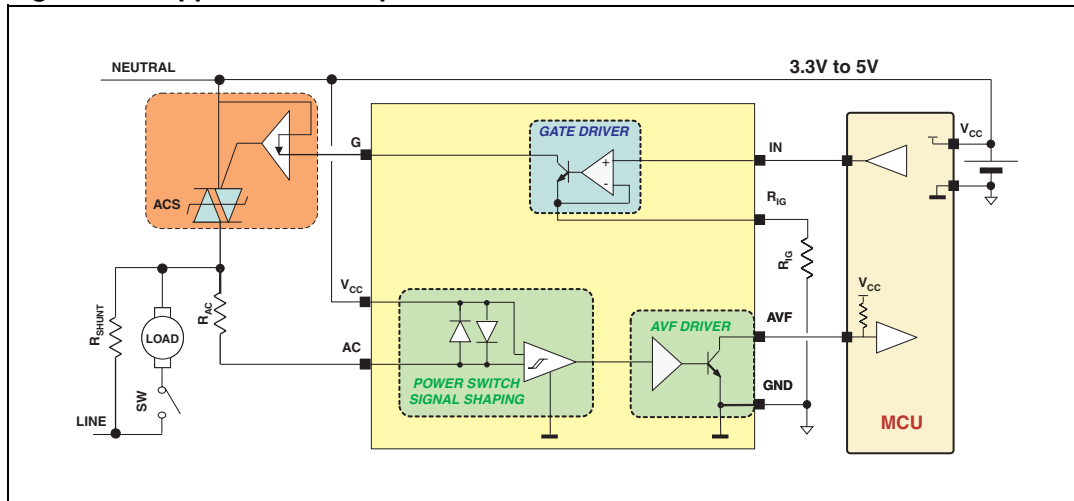 NEUTRAL
3.3V to 5V
GATE DRIVER
G
IN
VCC
+
-
ACS
RIG
RIG
RSHUNT
RAC
LOAD
VCC
VCC
AVF DRIVER
AVF
AC
POWER SWITCH
SIGNAL SHAPING
GND
SW
LINE
MCU